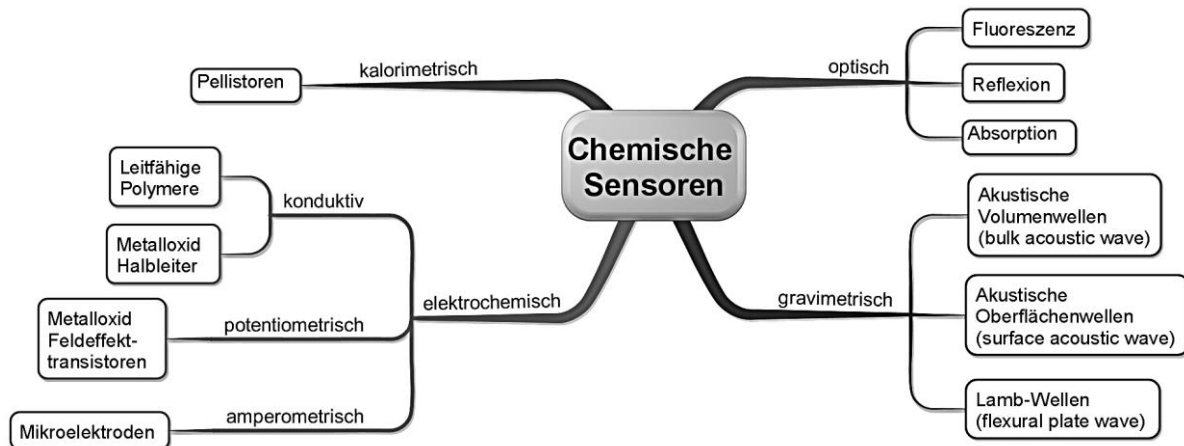 Chemische
Sensoren
kalorimetrisch
Pellistoren
optisch
Fluoreszenz
Reflexion
Absorption
elektrochemisch
konduktiv
Leitfähige
Polymere
Metalloxid
Halbleiter
potentiometrisch
Metalloxid
Feldeffekt-
transistoren
amperometrisch
Mikroelektroden
gravimetrisch
Akustische
Volumenwellen
(bulk acoustic wave)
Akustische
Oberflächenwellen
(surface acoustic wave)
Lamb-Wellen
(flexural plate wave)